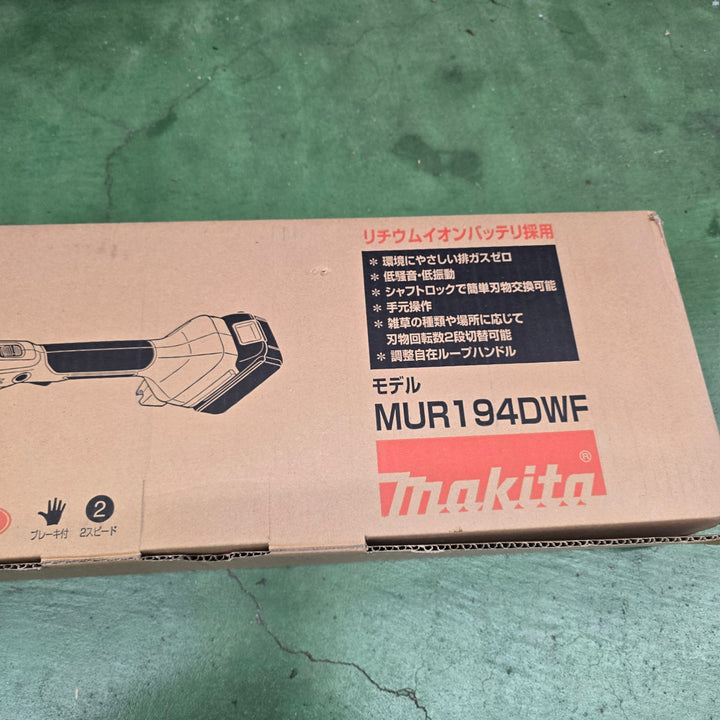 リチウムイオンバッテリ採用
＊ 環境にやさしい排ガスゼロ
＊ 低騒音・低振動
＊ シャフトロックで簡単刃物交換可能
＊ 手元操作
＊ 雑草の種類や場所に応じて
刃物回転数2段切替可能
＊ 調整自在ループハンドル
モデル
MUR194DWF
makita®
2
ブレーキ付 2スピード